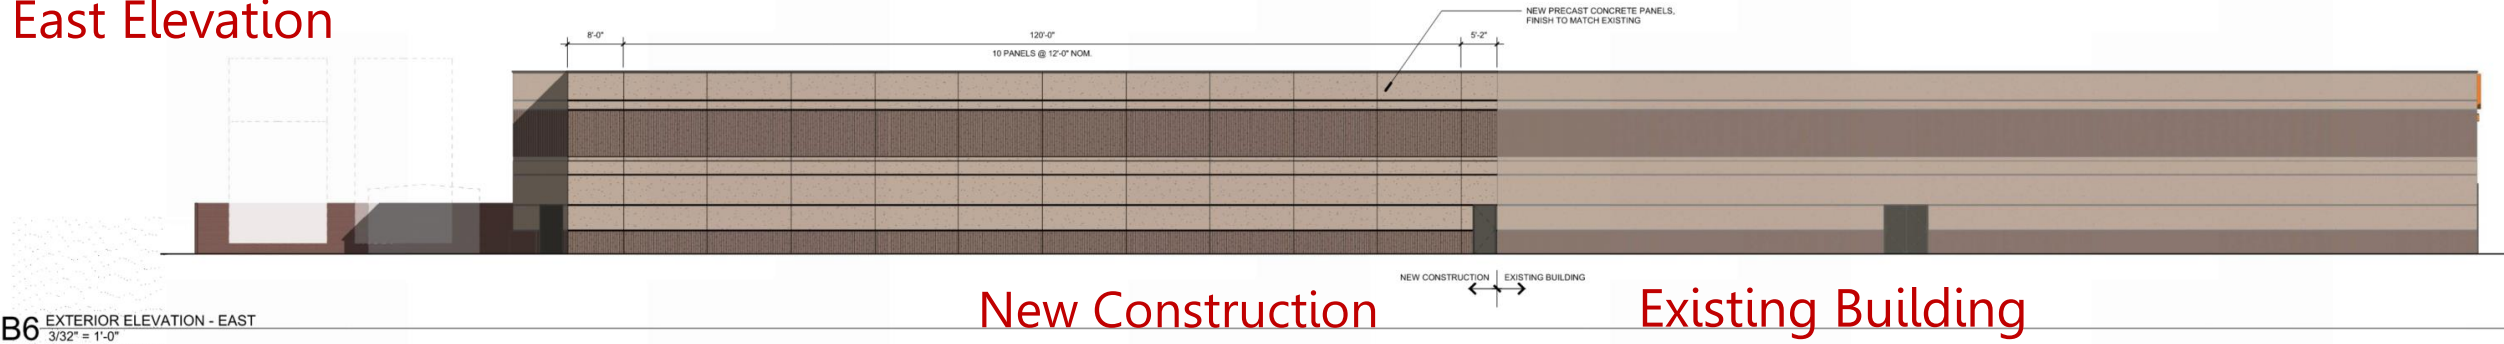 East Elevation
NEW PRECAST CONCRETE PANELS,
FINISH TO MATCH EXISTING
8'-0"
120'-0"
5'-2"
10 PANELS @ 12'-0" NOM.
NEW CONSTRUCTION
EXISTING BUILDING
New Construction
Existing Building
B6
EXTERIOR ELEVATION - EAST
3/32" = 1'-0"